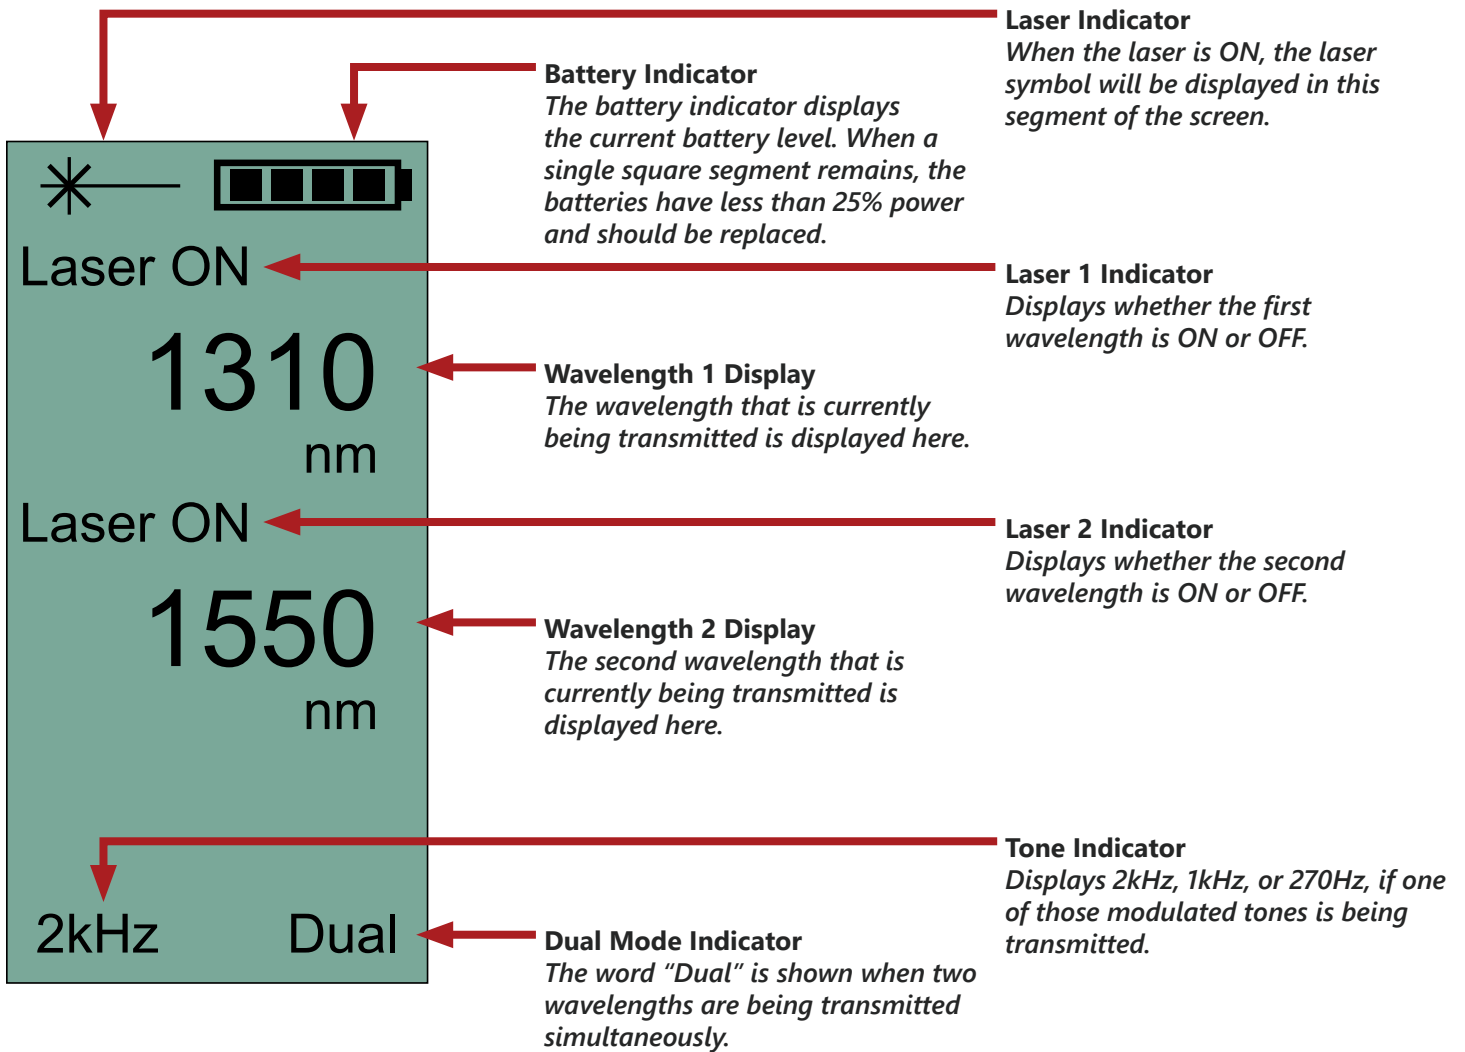 Laser Indicator
When the laser is ON, the laser
symbol will be displayed in this
segment of the screen.
Battery Indicator
The battery indicator displays
the current battery level. When a
single square segment remains, the
batteries have less than 25% power
and should be replaced.
Laser ON
Laser 1 Indicator
Displays whether the first
wavelength is ON or OFF.
1310
nm
Wavelength 1 Display
The wavelength that is currently
being transmitted is displayed here.
Laser ON
Laser 2 Indicator
Displays whether the second
wavelength is ON or OFF.
1550
nm
Wavelength 2 Display
The second wavelength that is
currently being transmitted is
displayed here.
Tone Indicator
Displays 2kHz, 1kHz, or 270Hz, if one
of those modulated tones is being
transmitted.
2kHz Dual
Dual Mode Indicator
The word “Dual” is shown when two
wavelengths are being transmitted
simultaneously.